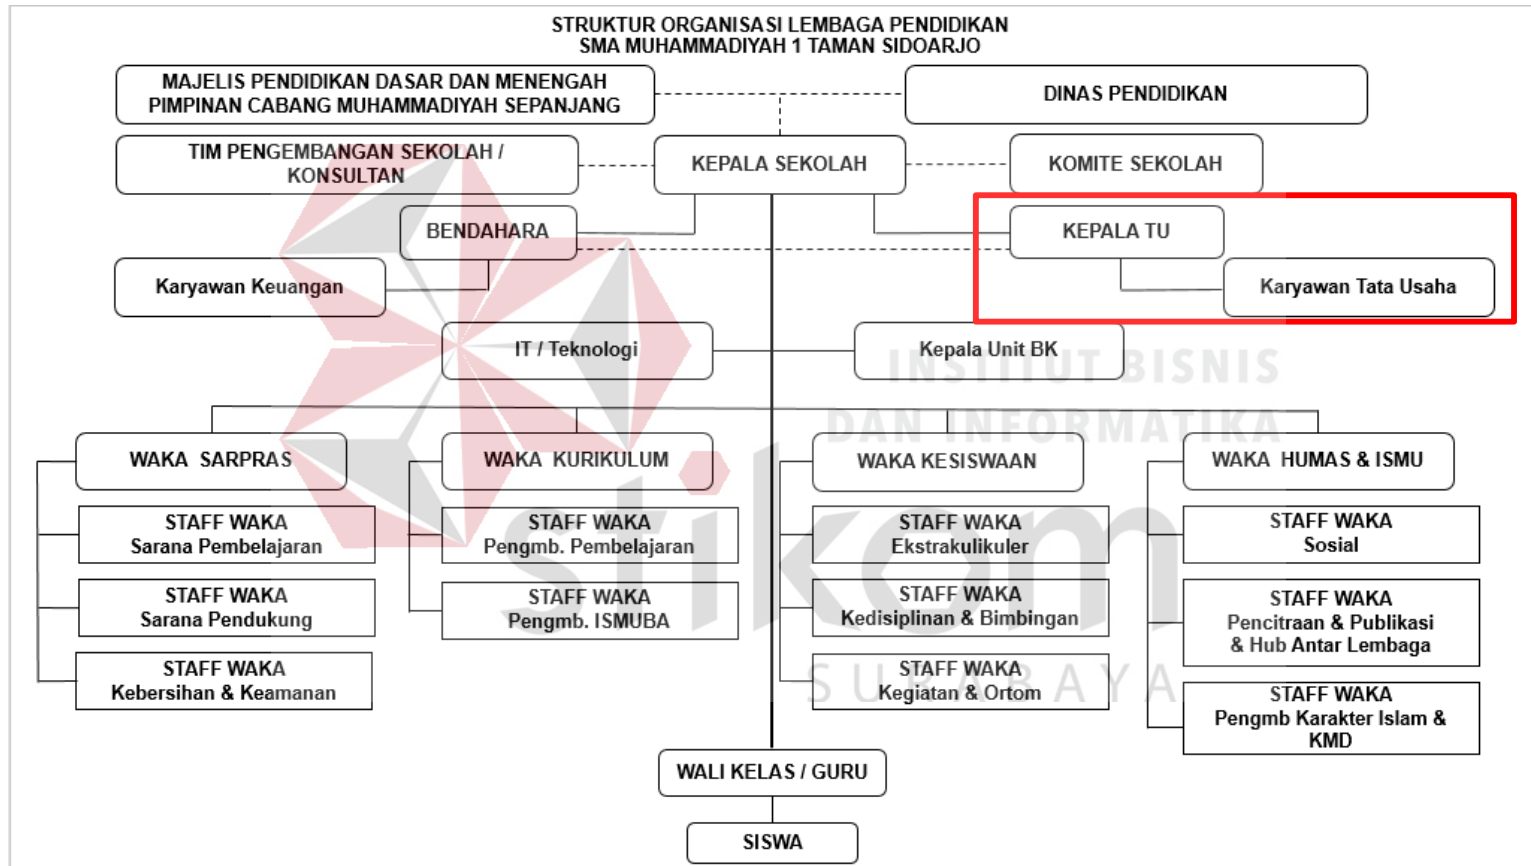 STRUKTUR ORGANISASI LEMBAGA PENDIDIKAN
SMA MUHAMMADIYAH 1 TAMAN SIDOARJO
MAJELIS PENDIDIKAN DASAR DAN MENENGAH
PIMPINAN CABANG MUHAMMADIYAH SEPANJANG
DINAS PENDIDIKAN
TIM PENGEMBANGAN SEKOLAH /
KONSULTAN
KEPALA SEKOLAH
KOMITE SEKOLAH
BENDAHARA
KEPALA TU
Karyawan Keuangan
Karyawan Tata Usaha
IT / Teknologi
Kepala Unit BK
INSTITUT BISNIS
DAN INFORMATIKA
WAKA SARPRAS
WAKA KURIKULUM
WAKA KESISWAAN
WAKA HUMAS & ISMU
STAFF WAKA
Sarana Pembelajaran
STAFF WAKA
Pengmb. Pembelajaran
STAFF WAKA
Ekstrakulikuler
STAFF WAKA
Sosial
stikom
STAFF WAKA
Sarana Pendukung
STAFF WAKA
Pengmb. ISMUBA
STAFF WAKA
Kedisiplinan & Bimbingan
STAFF WAKA
Pencitraan & Publikasi
& Hub Antar Lembaga
STAFF WAKA
Kebersihan & Keamanan
STAFF WAKA
Kegiatan & Ortom
SURABAYA
STAFF WAKA
Pengmb Karakter Islam &
KMD
WALI KELAS / GURU
SISWA